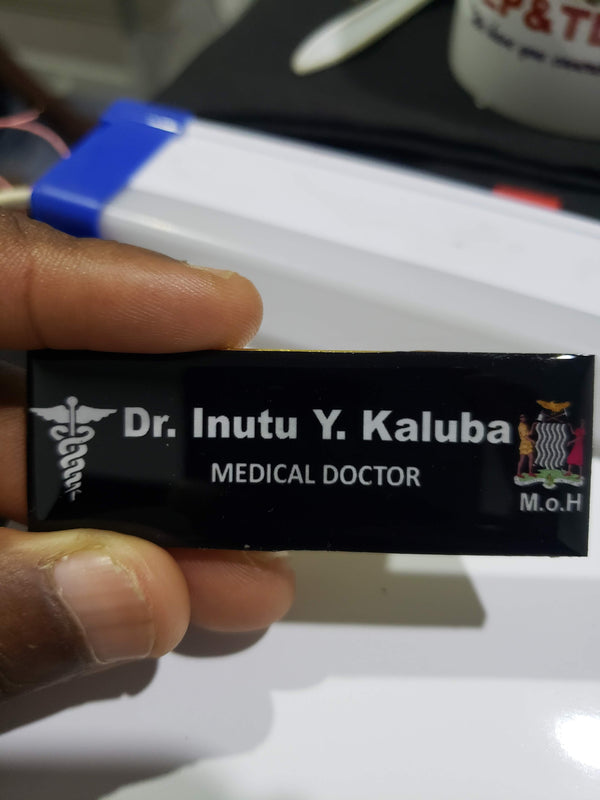 Dr. Inutu Y. Kaluba
MEDICAL DOCTOR
M.o.H